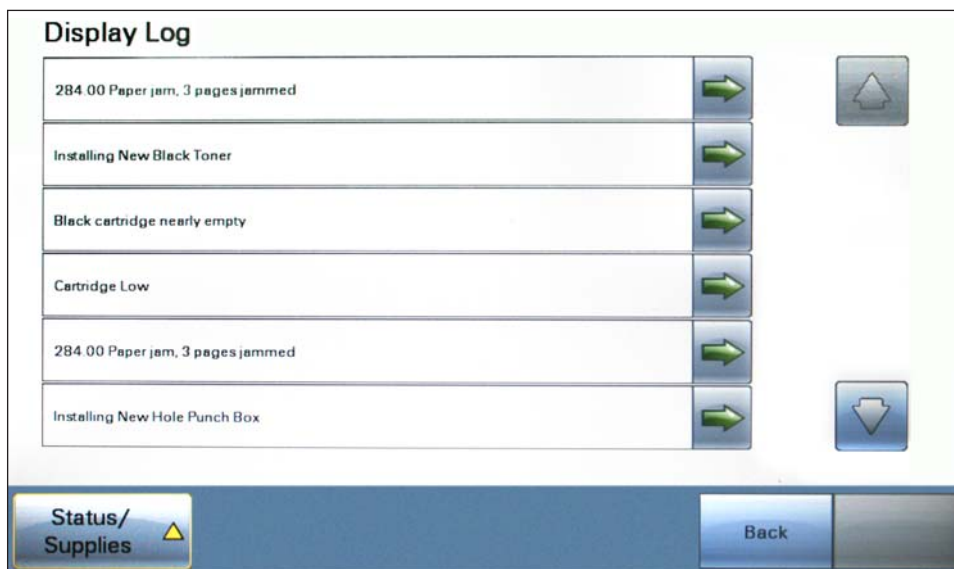 Display Log
284.00 Paper jam, 3 pages jammed
Installing New Black Toner
Black cartridge nearly empty
Cartridge Low
284.00 Paper jam, 3 pages jammed
Installing New Hole Punch Box
Status/
Supplies
Back